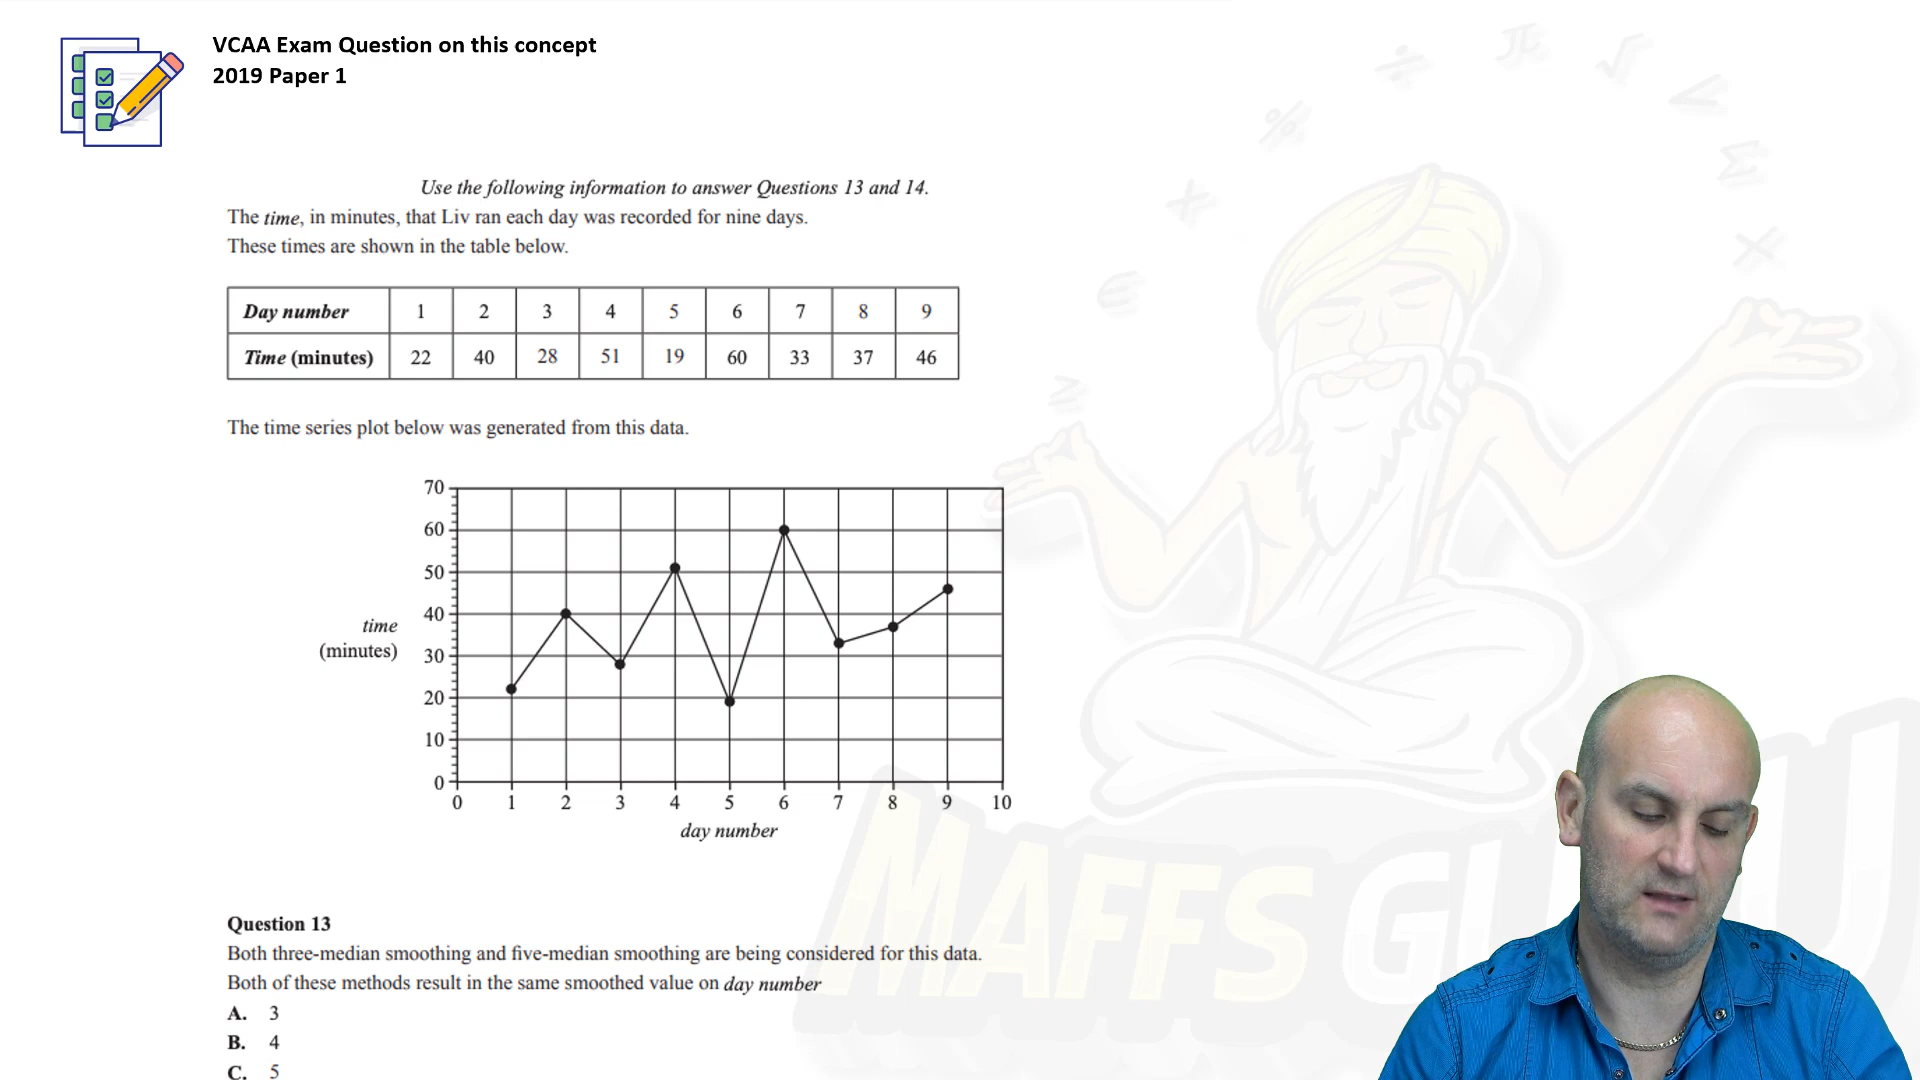 VCAA Exam Question on this concept
2019 Paper 1
Use the following information to answer Questions 13 and 14.
The time, in minutes, that Liv ran each day was recorded for nine days.
These times are shown in the table below.
Day number 1 2 3 4 5 6 7 8 9
Time (minutes) 22 40 28 51 19 60 33 37 46
The time series plot below was generated from this data.
70
60
50
40
30
20
10
0
time
(minutes)
0 1 2 3 4 5 6 7 8 9 10
day number
Question 13
Both three-median smoothing and five-median smoothing are being considered for this data.
Both of these methods result in the same smoothed value on day number
A. 3
B. 4
C. 5
MAFFS GURU